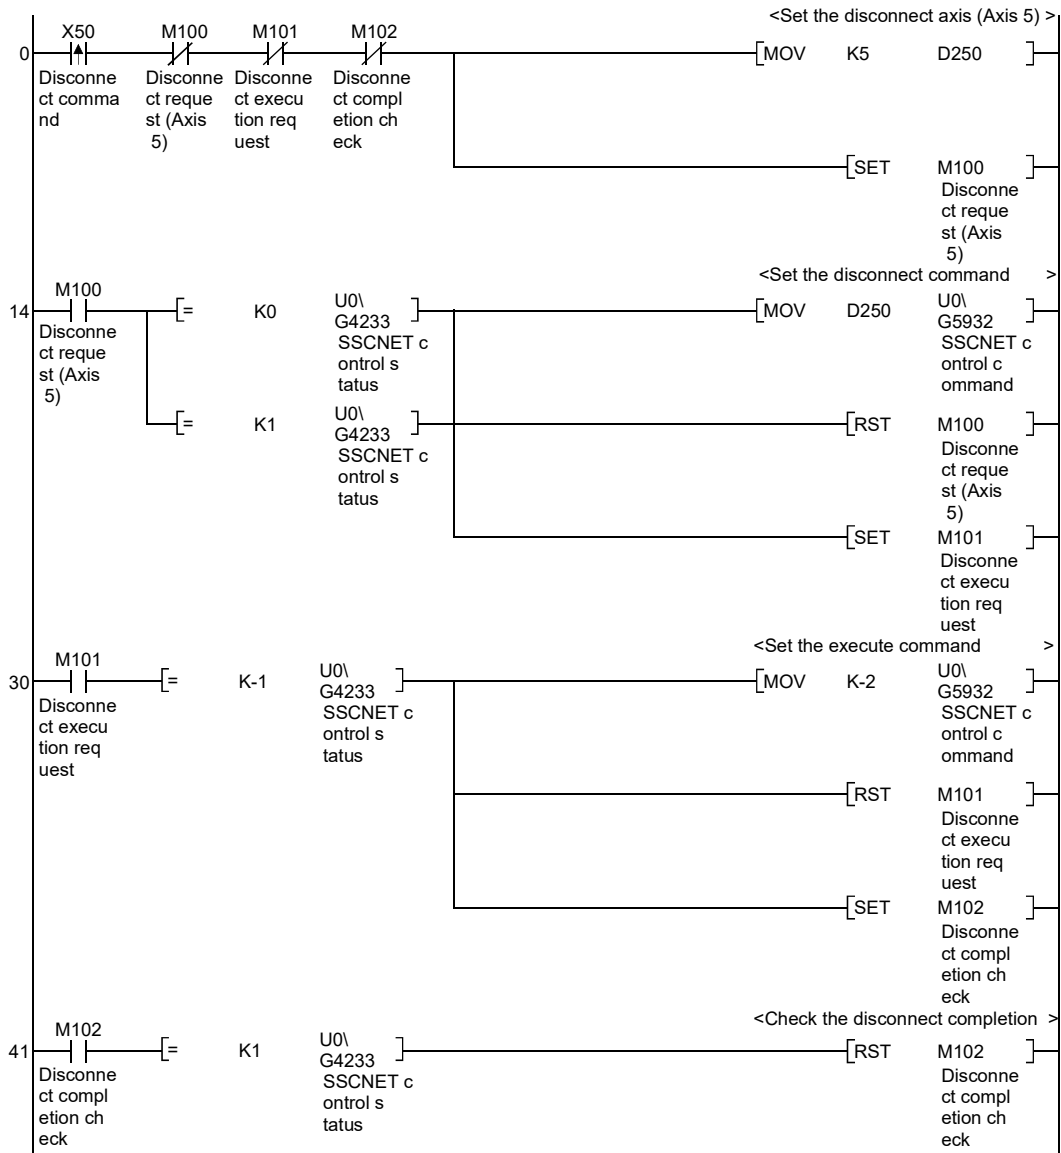 <Set the disconnect axis (Axis 5) >
X50 M100 M101 M102
0 [MOV K5 D250 ]
Disconne Disconne Disconne Disconne
ct comma ct reque ct execu ct compl
nd st (Axis tion req etion ch
5) uest eck
[SET M100 ]
Disconne
ct reque
st (Axis
5)
<Set the disconnect command >
M100
14 [= K0 U0\ ] [MOV D250 U0\ ]
G4233 G5932
Disconne SSCNET c SSCNET c
ct reque ontrol s ontrol c
st (Axis tatus ommand
5)
[= K1 U0\ ] [RST M100 ]
G4233
SSCNET c Disconne
ontrol s ct reque
tatus st (Axis
5)
[SET M101 ]
Disconne
ct execu
tion req
uest
<Set the execute command >
M101
30 [= K-1 U0\ ] [MOV K-2 U0\ ]
G4233 G5932
Disconne SSCNET c SSCNET c
ct execu ontrol s ontrol c
tion req tatus ommand
uest
[RST M101 ]
Disconne
ct execu
tion req
uest
[SET M102 ]
Disconne
ct compl
etion ch
eck
<Check the disconnect completion >
M102
41 [= K1 U0\ ] [RST M102 ]
G4233
Disconne SSCNET c Disconne
ct compl ontrol s ct compl
etion ch tatus etion ch
eck eck